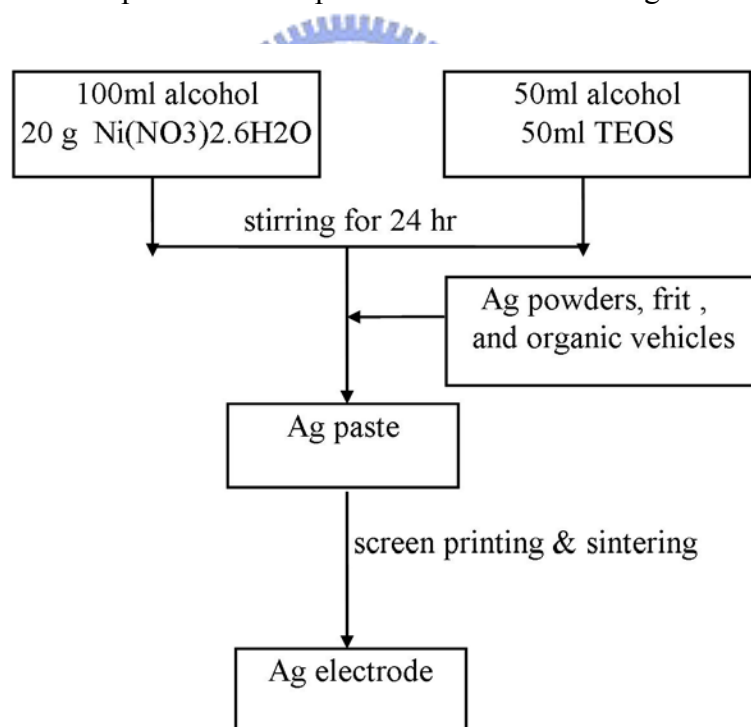 100ml alcohol
20 g Ni(NO3)2.6H2O
50ml alcohol
50ml TEOS
stirring for 24 hr
Ag powders, frit ,
and organic vehicles
Ag paste
screen printing & sintering
Ag electrode